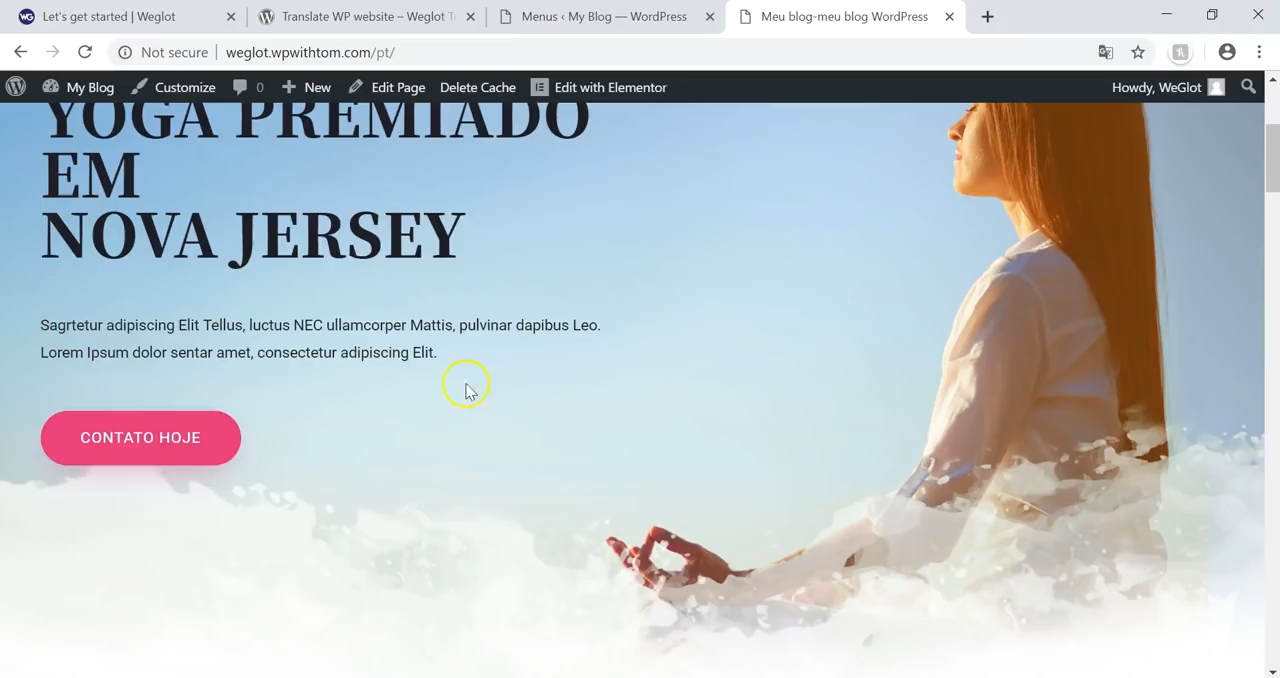 Let's get started | Weglot
Translate WP website – Weglot
Menus ‹ My Blog — WordPress
Meu blog-meu blog WordPress
Not secure
weglot.wpwithtom.com/pt/
My Blog
Customize
0
New
Edit Page
Delete Cache
Edit with Elementor
Howdy, WeGlot
YOGA PREMIADO
EM
NOVA JERSEY
Sagrtetur adipiscing Elit Tellus, luctus NEC ullamcorper Mattis, pulvinar dapibus Leo.
Lorem Ipsum dolor sentar amet, consectetur adipiscing Elit.
CONTATO HOJE